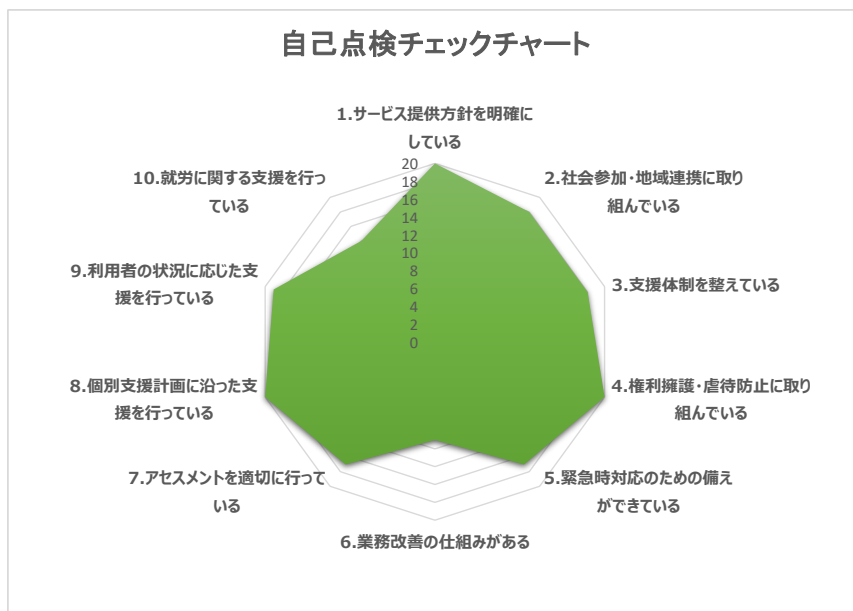 自己点検チェックチャート
1.サービス提供方針を明確に
している
2.社会参加・地域連携に取り
組んでいる
3.支援体制を整えている
4.権利擁護・虐待防止に取り
組んでいる
5.緊急時対応のための備え
ができている
6.業務改善の仕組みがある
7.アセスメントを適切に行って
いる
8.個別支援計画に沿った支
援を行っている
9.利用者の状況に応じた支
援を行っている
10.就労に関する支援を行っ
ている
20
18
16
14
12
10
8
6
4
2
0